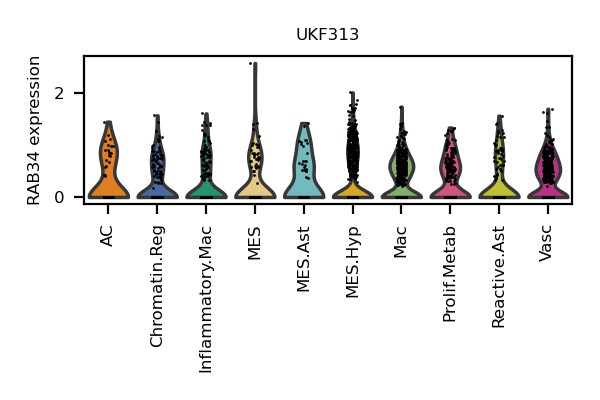 UKF313
RAB34 expression
2
0
AC
Chromatin.Reg
Inflammatory.Mac
MES
MES.Ast
MES.Hyp
Mac
Prolif.Metab
Reactive.Ast
Vasc